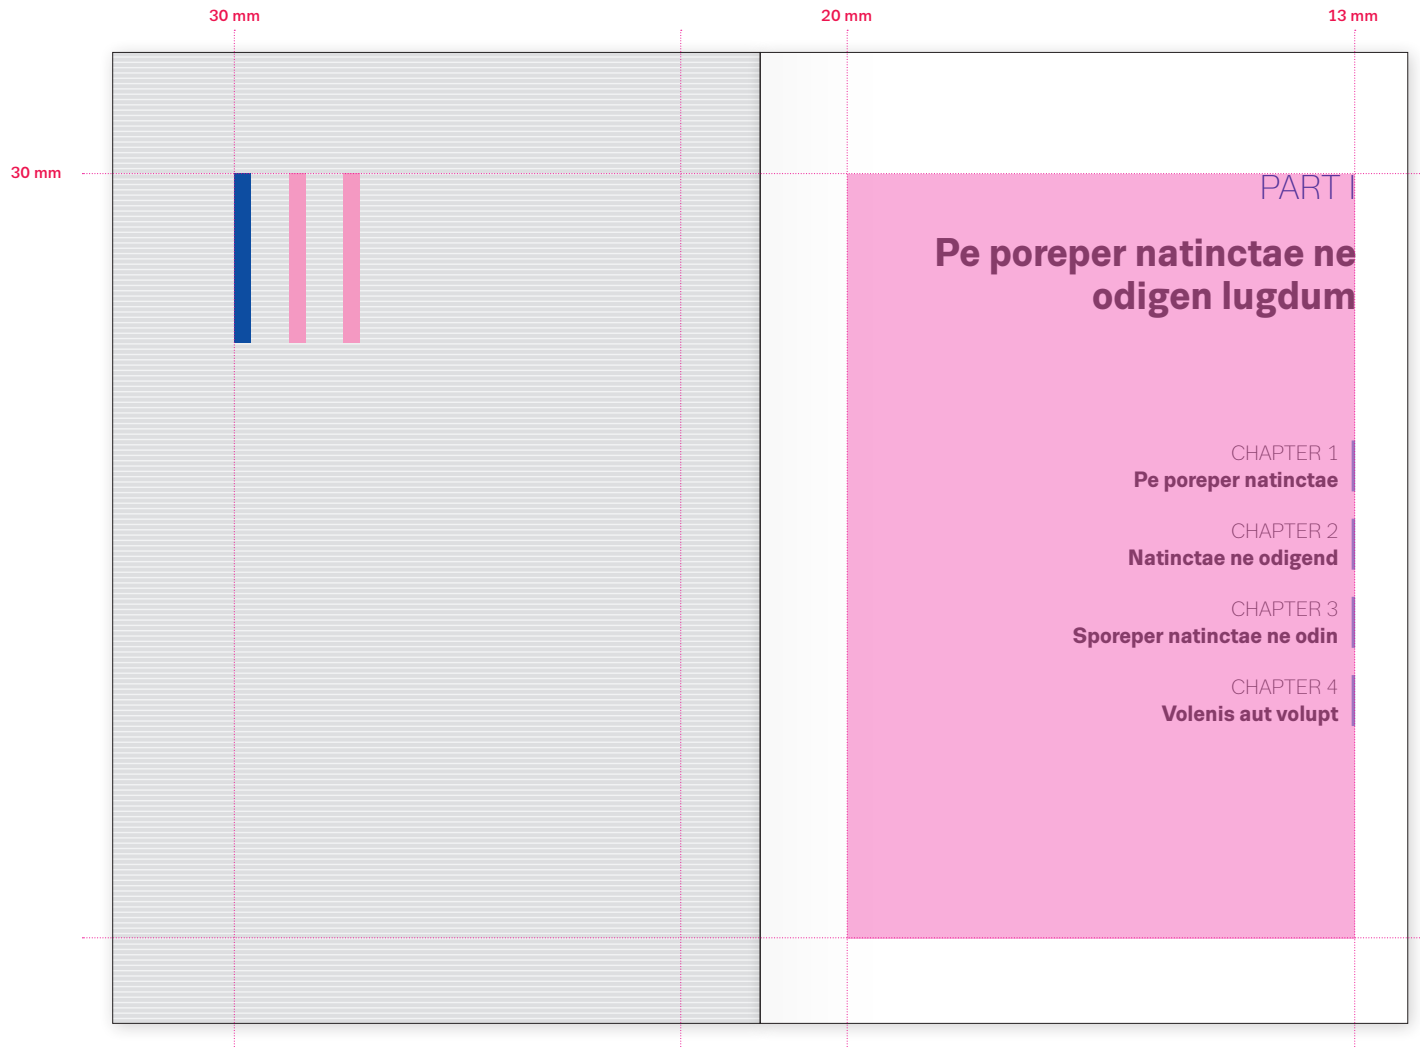 30 mm
20 mm
13 mm
30 mm
PART I
Pe poreper natinctae ne
odigen lugdum
CHAPTER 1
Pe poreper natinctae
CHAPTER 2
Natinctae ne odigend
CHAPTER 3
Sporeper natinctae ne odin
CHAPTER 4
Volenis aut volupt